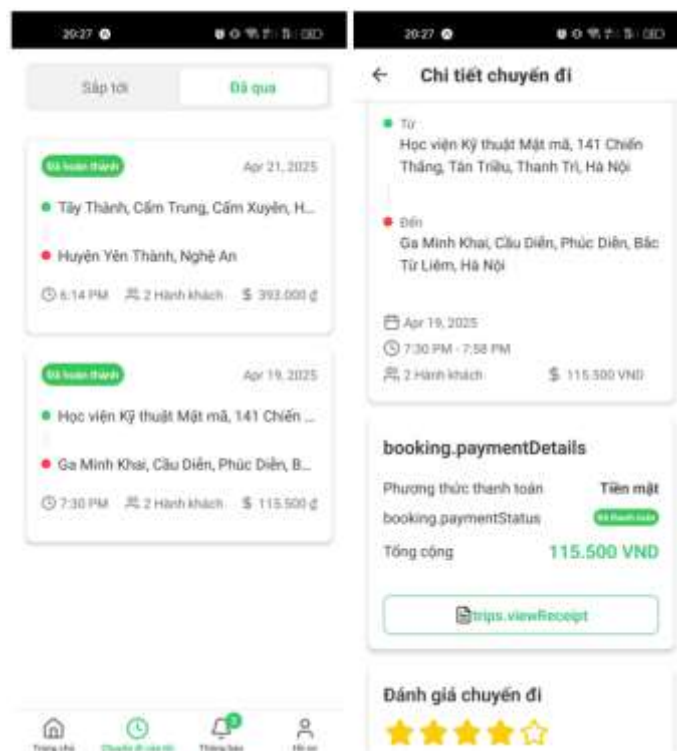 20:27
Sắp tới
Đã qua
Đã hoàn thành
Apr 21, 2025
Tây Thành, Cẩm Trung, Cẩm Xuyên, H...
Huyện Yên Thành, Nghệ An
6:14 PM
2 Hành khách
$ 393.000 ₫
Đã hoàn thành
Apr 19, 2025
Học viện Kỹ thuật Mật mã, 141 Chiến ...
Ga Minh Khai, Cầu Diễn, Phúc Diễn, B...
7:30 PM
2 Hành khách
$ 115.500 ₫
Trang chủ
Chuyến đi của tôi
Thông báo
Hồ sơ
20:27
Chi tiết chuyến đi
Từ
Học viện Kỹ thuật Mật mã, 141 Chiến
Thắng, Tân Triều, Thanh Trì, Hà Nội
Đến
Ga Minh Khai, Cầu Diễn, Phúc Diễn, Bắc
Từ Liêm, Hà Nội
Apr 19, 2025
7:30 PM - 7:58 PM
2 Hành khách
$ 115.500 VND
booking.paymentDetails
Phương thức thanh toán
Tiền mặt
booking.paymentStatus
Đã thanh toán
Tổng cộng
115.500 VND
trips.viewReceipt
Đánh giá chuyến đi